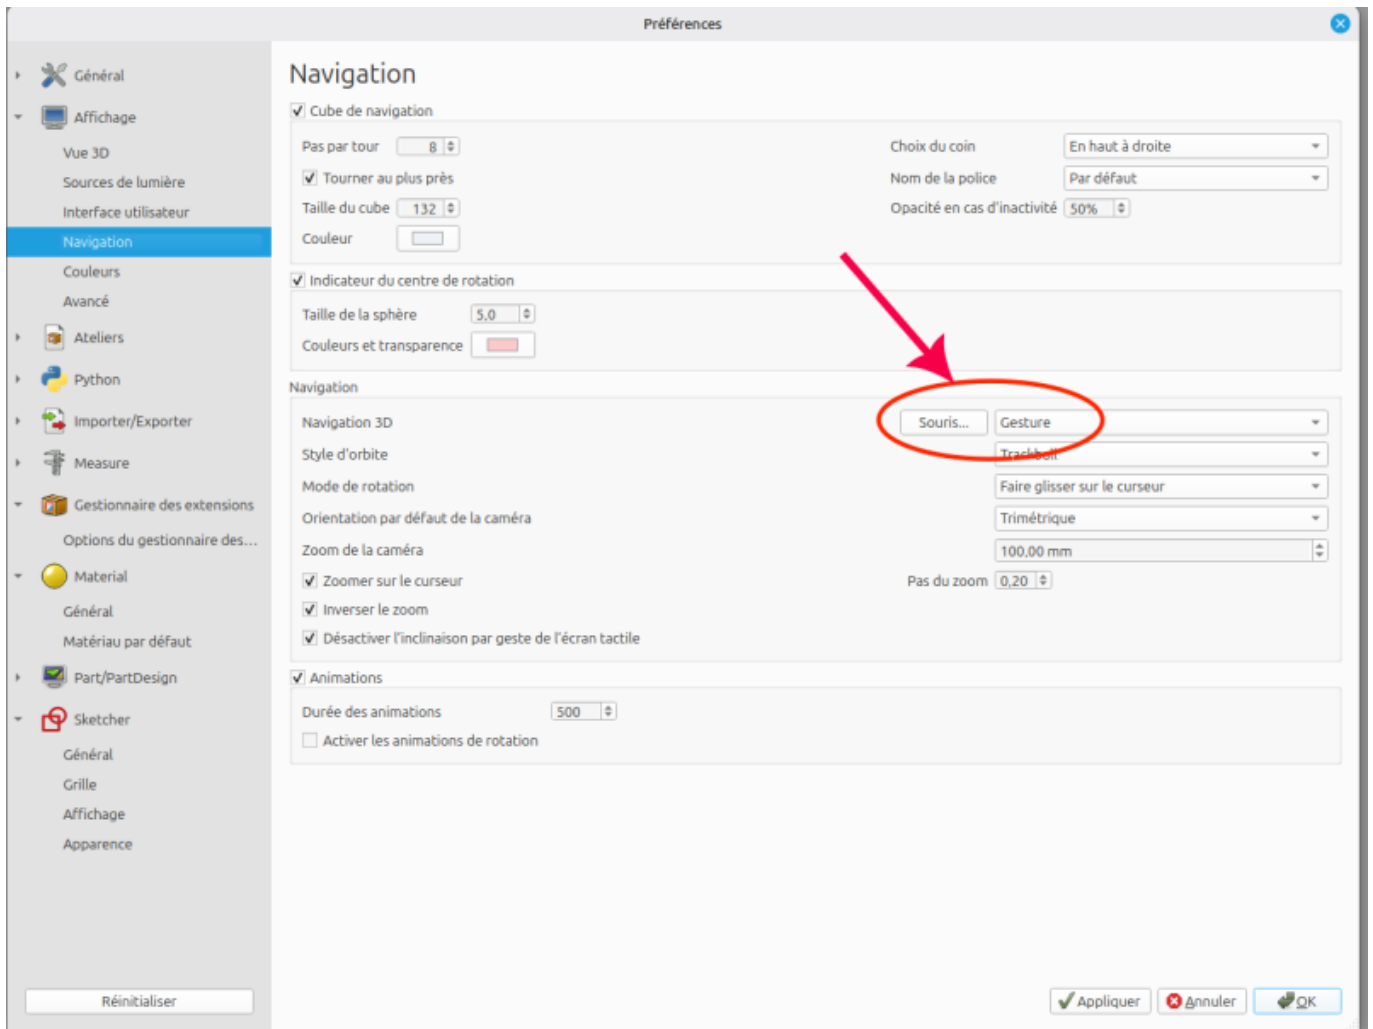 Préférences
Général
Affichage
Vue 3D
Sources de lumière
Interface utilisateur
Navigation
Couleurs
Avancé
Ateliers
Python
Importer/Exporter
Measure
Gestionnaire des extensions
Options du gestionnaire des...
Material
Général
Matériau par défaut
Part/PartDesign
Sketcher
Général
Grille
Affichage
Apparence
Réinitialiser
Navigation
Cube de navigation
Pas par tour 8 Choix du coin En haut à droite
Tourner au plus près Nom de la police Par défaut
Taille du cube 132 Opacité en cas d'inactivité 50%
Couleur
Indicateur du centre de rotation
Taille de la sphère 5,0
Couleurs et transparence
Navigation
Navigation 3D Souris... Gesture
Style d'orbite Trackball
Mode de rotation Faire glisser sur le curseur
Orientation par défaut de la caméra Trimétrique
Zoom de la caméra 100,00 mm
Zoomer sur le curseur Pas du zoom 0,20
Inverser le zoom
Désactiver l'inclinaison par geste de l'écran tactile
Animations
Durée des animations 500
Activer les animations de rotation
Appliquer Annuler OK